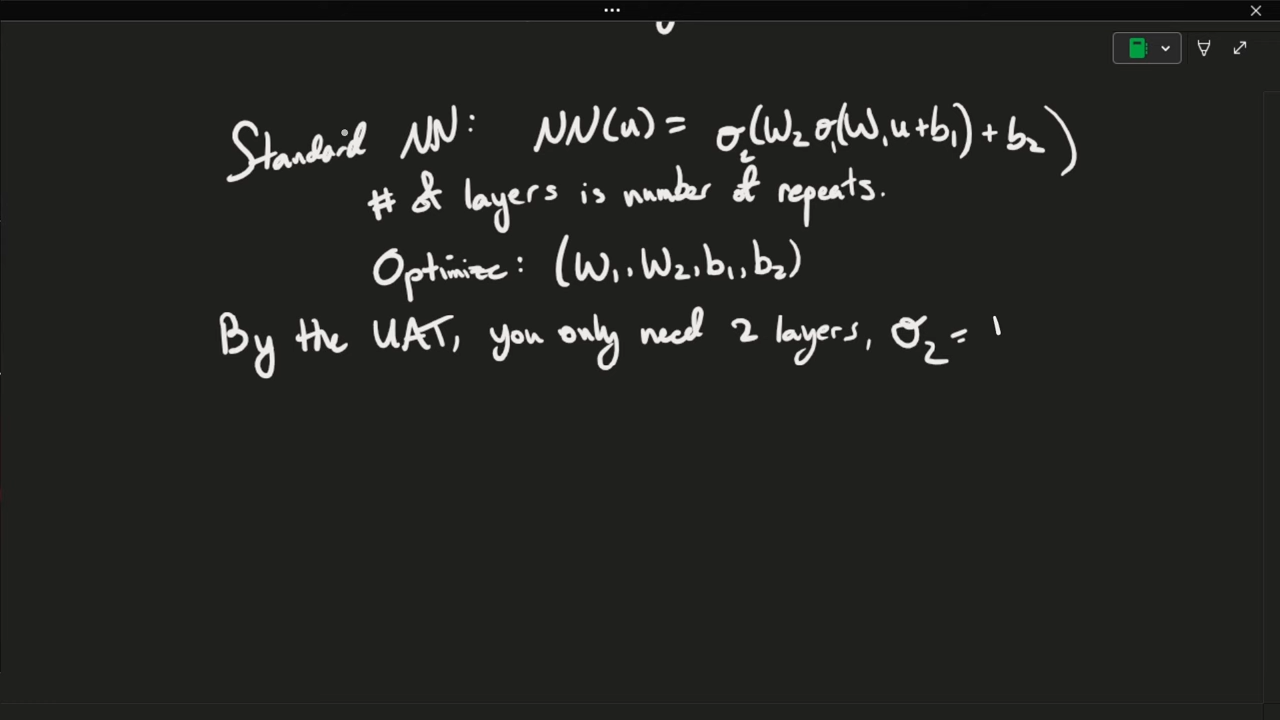 Standard NN: NN(u) = σ₂(W₂ σ₁(W₁u+b₁)+b₂)
# of layers is number of repeats.
Optimize: (W₁, W₂, b₁, b₂)
By the UAT, you only need 2 layers, σ₂ =